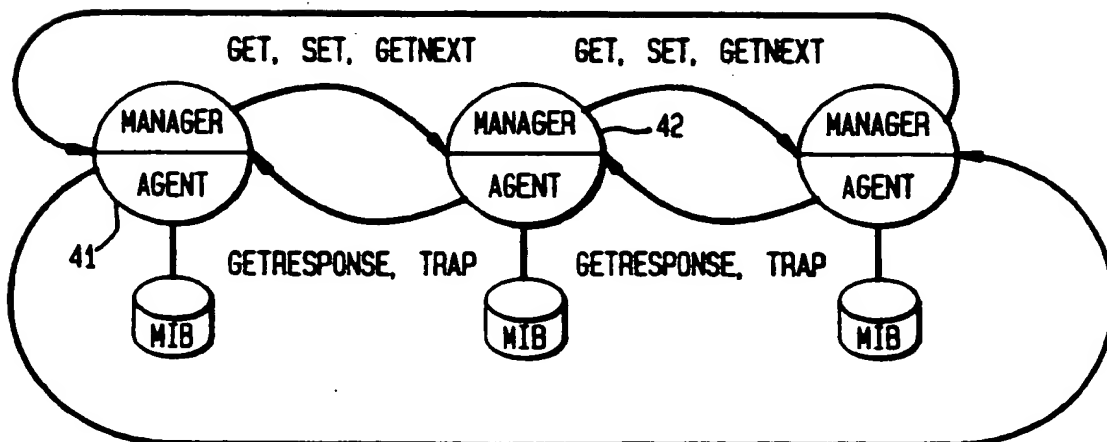 GET, SET, GETNEXT GET, SET, GETNEXT
MANAGER MANAGER 42 MANAGER
AGENT AGENT AGENT
41 GETRESPONSE, TRAP GETRESPONSE, TRAP
MIB MIB MIB